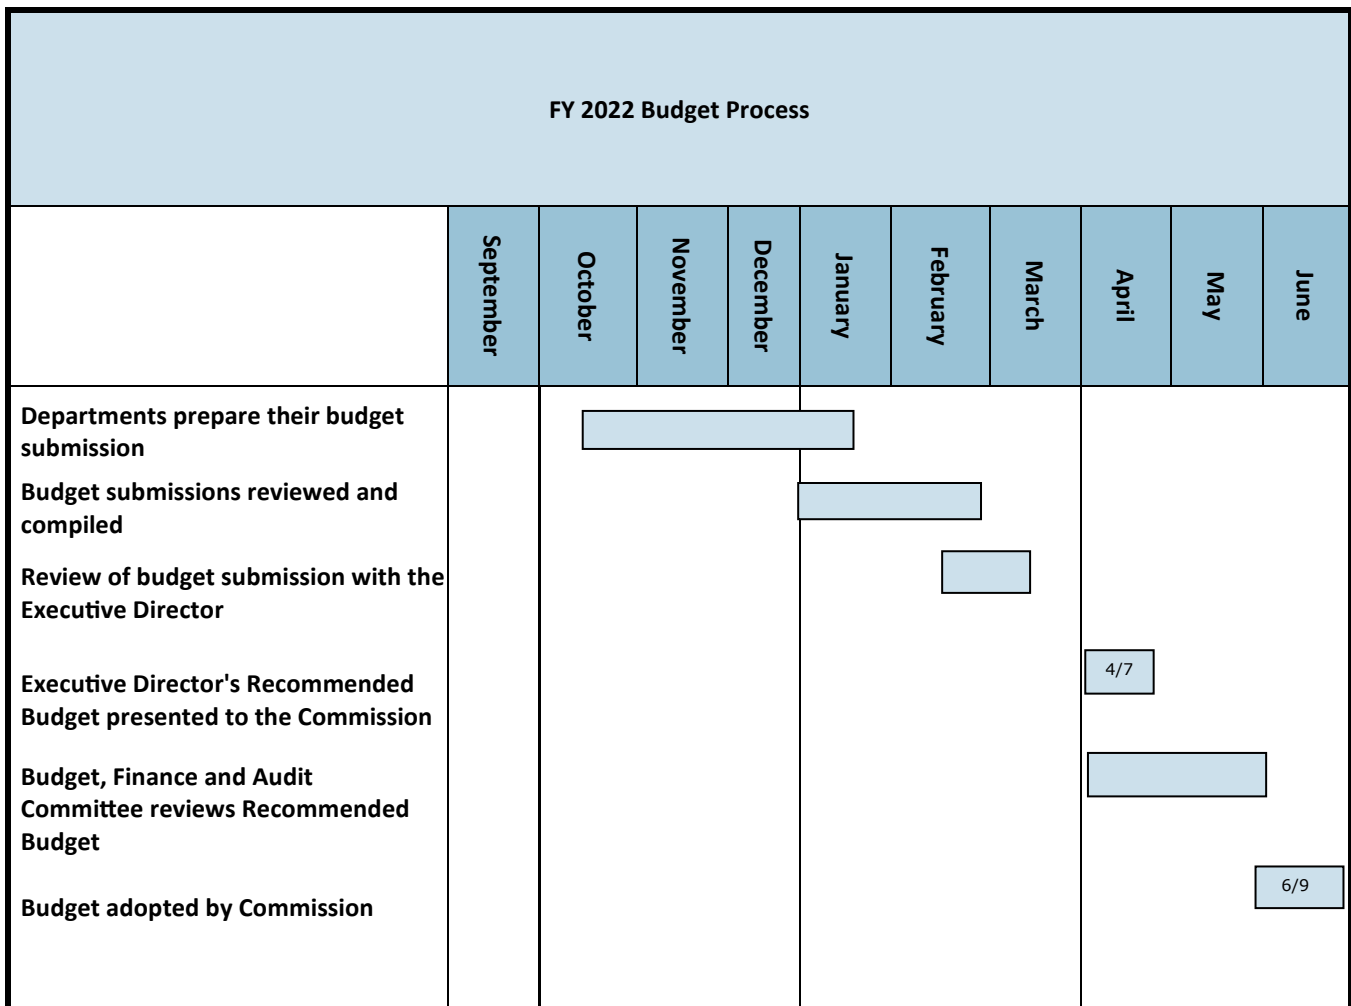 FY 2022 Budget Process
September
October
November
December
January
February
March
April
May
June
Departments prepare their budget
submission
Budget submissions reviewed and
compiled
Review of budget submission with the
Executive Director
Executive Director's Recommended
Budget presented to the Commission
4/7
Budget, Finance and Audit
Committee reviews Recommended
Budget
Budget adopted by Commission
6/9